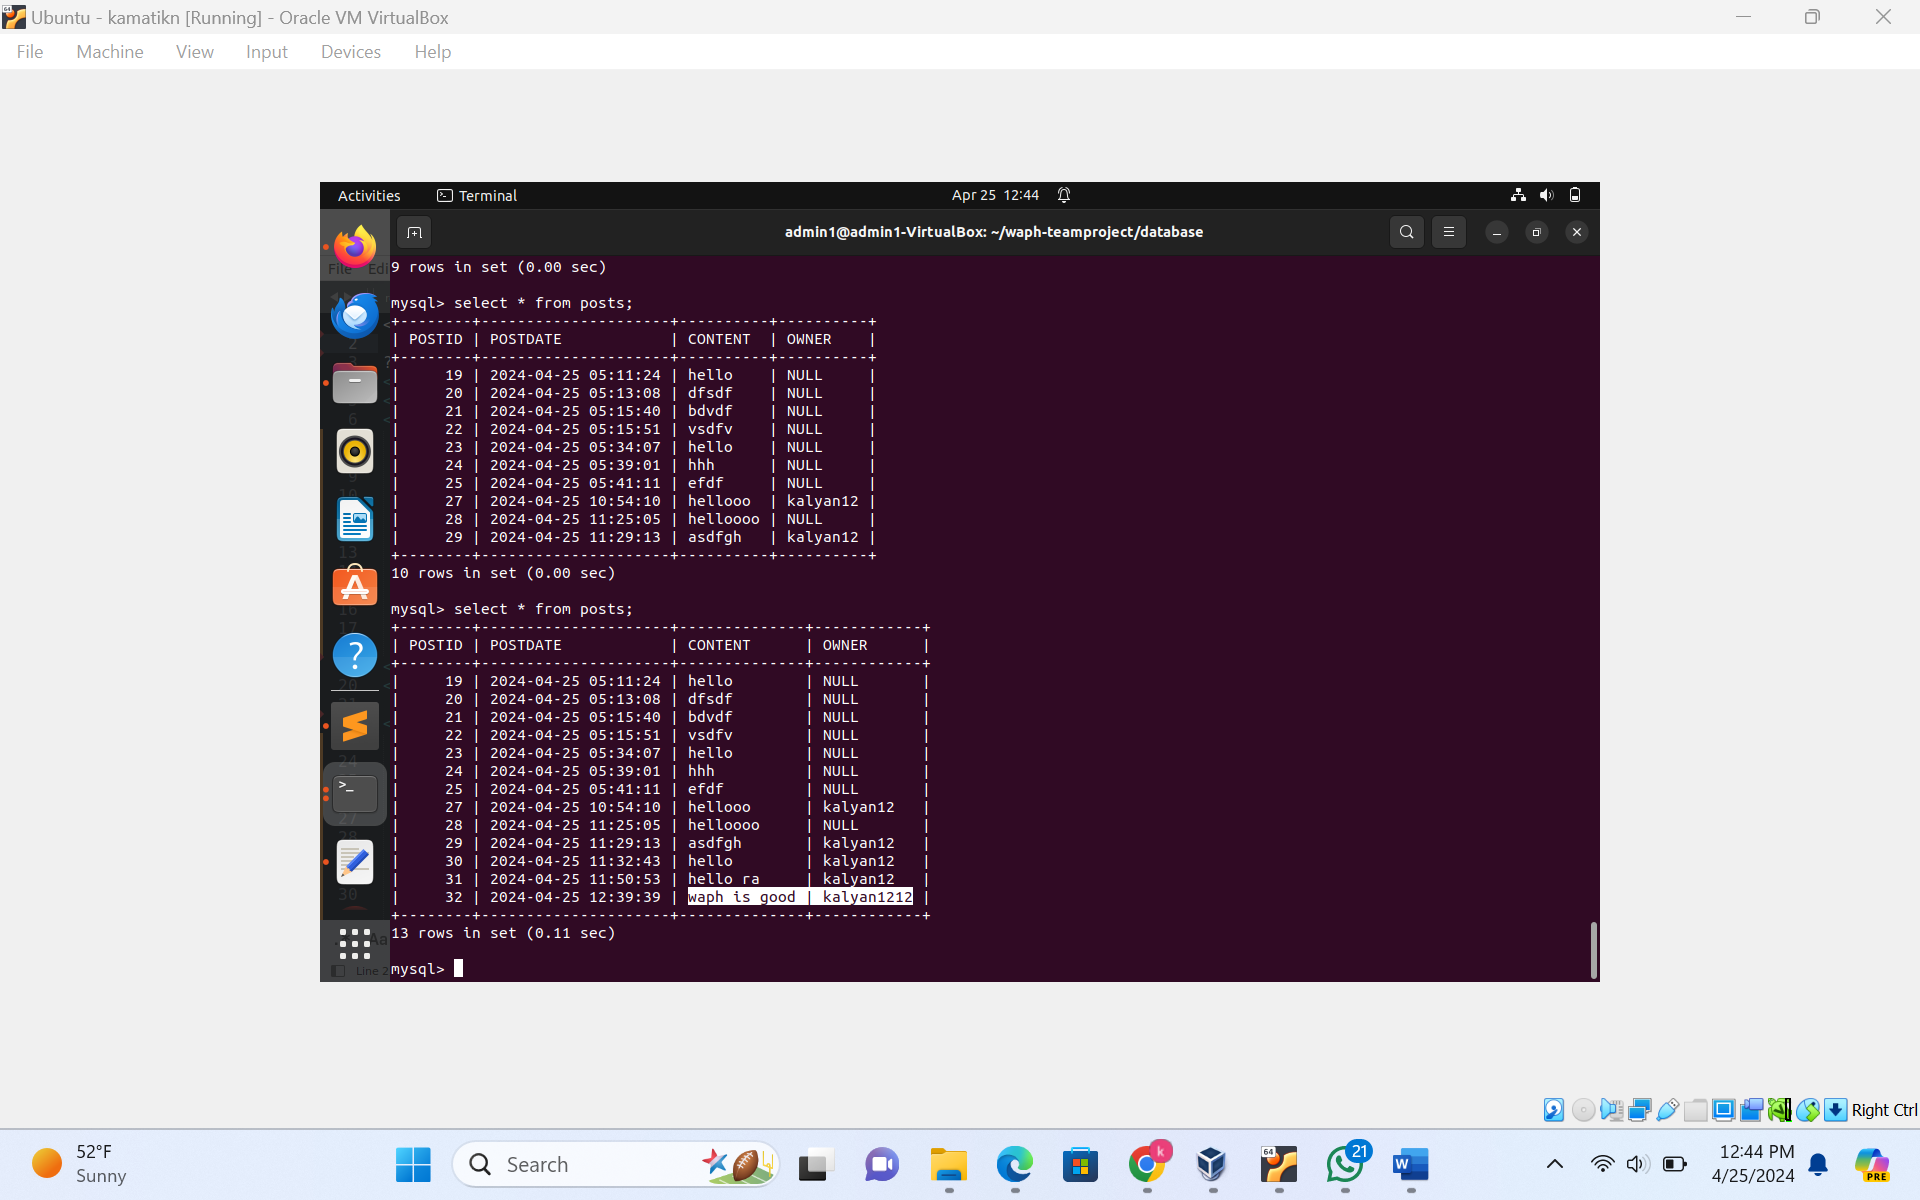 Ubuntu - kamatikn [Running] - Oracle VM VirtualBox
File Machine View Input Devices Help
Activities Terminal Apr 25 12:44
admin1@admin1-VirtualBox: ~/waph-teamproject/database
9 rows in set (0.00 sec)
mysql> select * from posts;
+--------+---------------------+----------+----------+
| POSTID | POSTDATE            | CONTENT  | OWNER    |
+--------+---------------------+----------+----------+
|     19 | 2024-04-25 05:11:24 | hello    | NULL     |
|     20 | 2024-04-25 05:13:08 | dfsdf    | NULL     |
|     21 | 2024-04-25 05:15:40 | bdvdf    | NULL     |
|     22 | 2024-04-25 05:15:51 | vsdfv    | NULL     |
|     23 | 2024-04-25 05:34:07 | hello    | NULL     |
|     24 | 2024-04-25 05:39:01 | hhh      | NULL     |
|     25 | 2024-04-25 05:41:11 | efdf     | NULL     |
|     27 | 2024-04-25 10:54:10 | hellooo  | kalyan12 |
|     28 | 2024-04-25 11:25:05 | helloooo | NULL     |
|     29 | 2024-04-25 11:29:13 | asdfgh   | kalyan12 |
+--------+---------------------+----------+----------+
10 rows in set (0.00 sec)
mysql> select * from posts;
+--------+---------------------+--------------+------------+
| POSTID | POSTDATE            | CONTENT      | OWNER      |
+--------+---------------------+--------------+------------+
|     19 | 2024-04-25 05:11:24 | hello        | NULL       |
|     20 | 2024-04-25 05:13:08 | dfsdf        | NULL       |
|     21 | 2024-04-25 05:15:40 | bdvdf        | NULL       |
|     22 | 2024-04-25 05:15:51 | vsdfv        | NULL       |
|     23 | 2024-04-25 05:34:07 | hello        | NULL       |
|     24 | 2024-04-25 05:39:01 | hhh          | NULL       |
|     25 | 2024-04-25 05:41:11 | efdf         | NULL       |
|     27 | 2024-04-25 10:54:10 | hellooo      | kalyan12   |
|     28 | 2024-04-25 11:25:05 | helloooo     | NULL       |
|     29 | 2024-04-25 11:29:13 | asdfgh       | kalyan12   |
|     30 | 2024-04-25 11:32:43 | hello        | kalyan12   |
|     31 | 2024-04-25 11:50:53 | hello ra     | kalyan12   |
|     32 | 2024-04-25 12:39:39 | waph is good | kalyan1212 |
+--------+---------------------+--------------+------------+
13 rows in set (0.11 sec)
mysql>
Right Ctrl
52°F
Sunny
Search
64
k
21
W
12:44 PM
4/25/2024
PRE